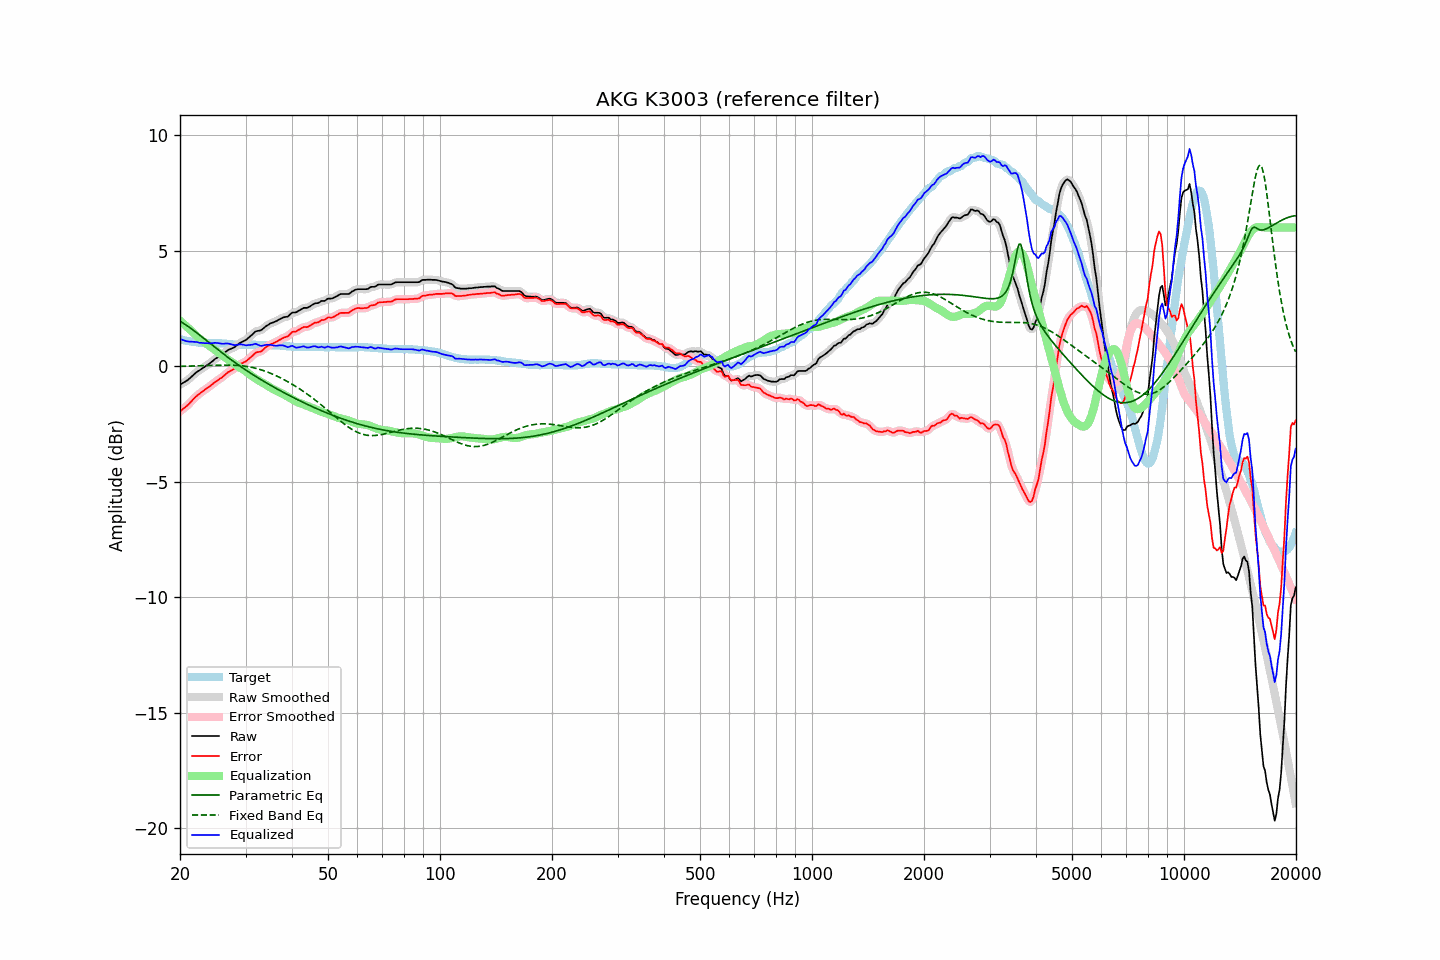 AKG K3003 (reference filter)
Amplitude (dBr)
10
5
0
−5
−10
−15
−20
Target
Raw Smoothed
Error Smoothed
Raw
Error
Equalization
Parametric Eq
Fixed Band Eq
Equalized
20
50
100
200
500
1000
2000
5000
10000
20000
Frequency (Hz)